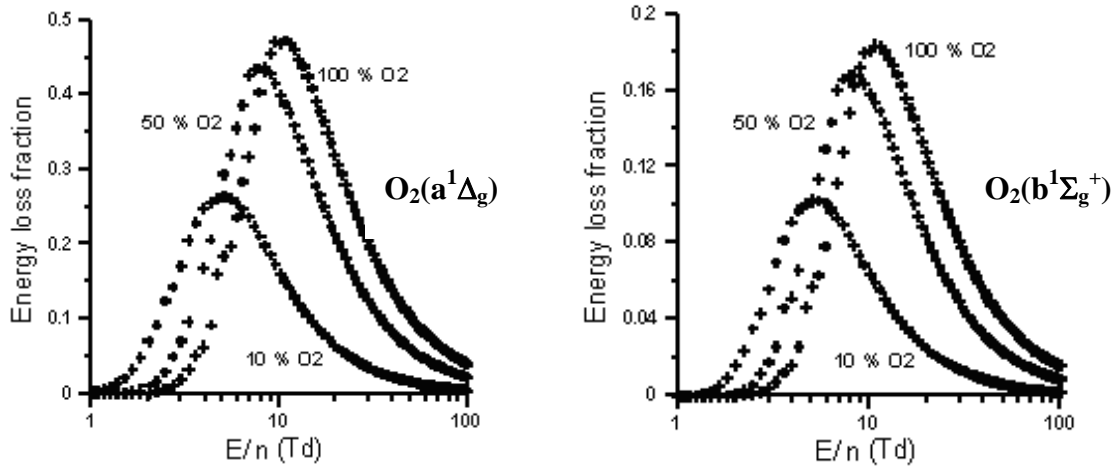 0.5
0.4
0.3
0.2
0.1
0
Energy loss fraction
100 % O2
50 % O2
10 % O2
O₂(a¹Δg)
1
10
100
E/n (Td)
0.2
0.16
0.12
0.08
0.04
0
Energy loss fraction
100 % O2
50 % O2
10 % O2
O₂(b¹Σg⁺)
1
10
100
E/n (Td)